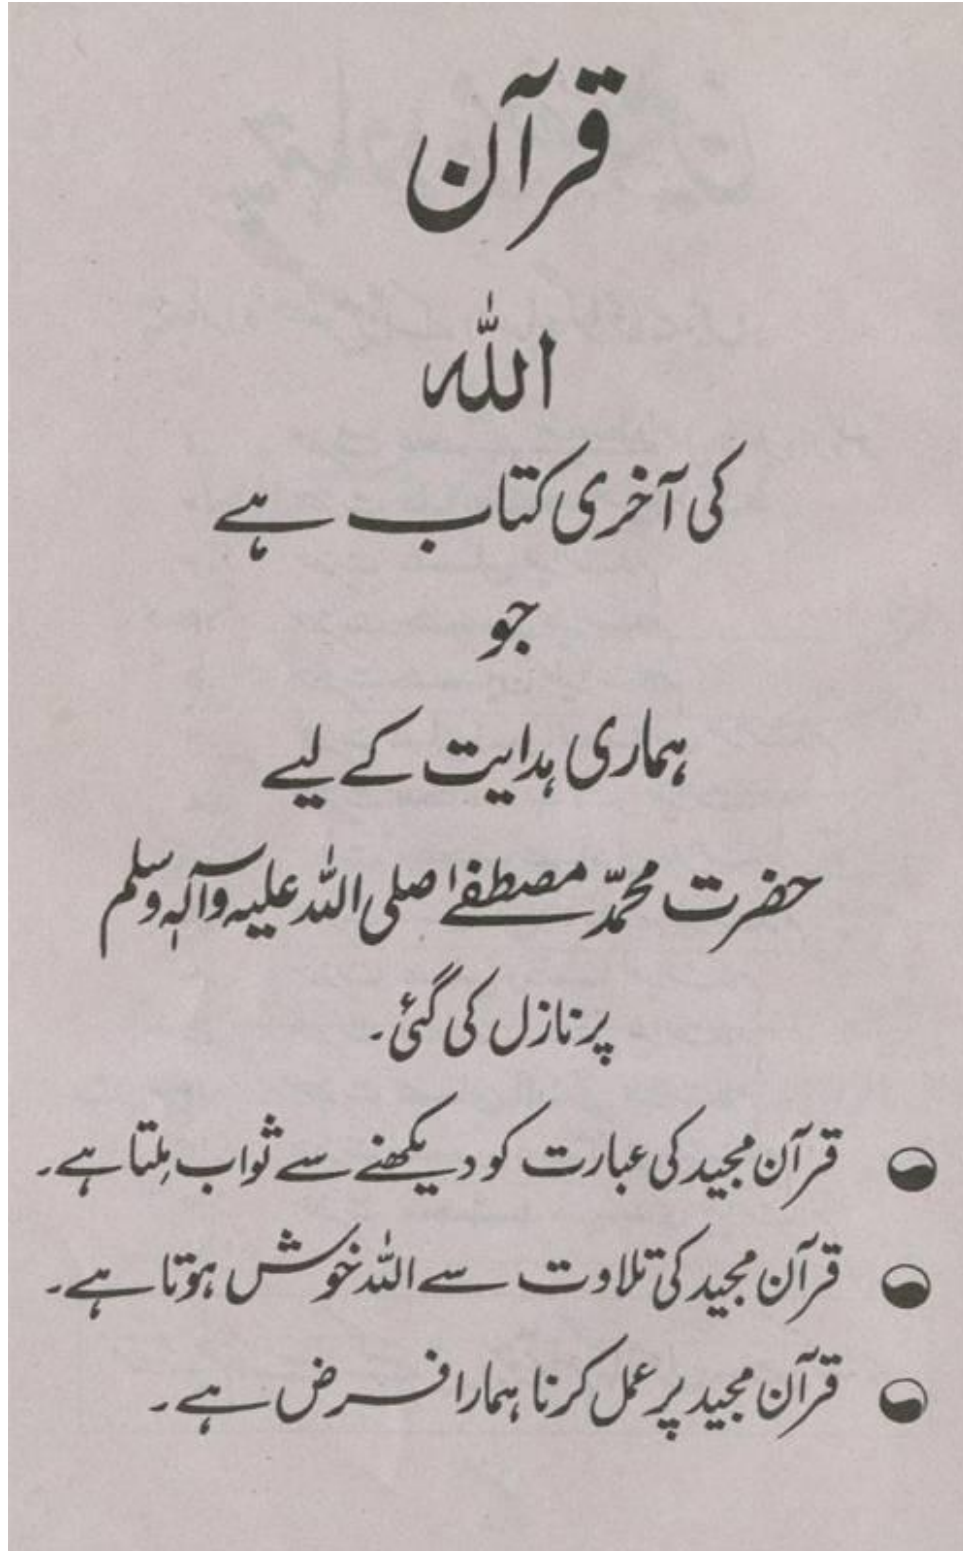 قرآن
اللہ
کی آخری کتاب ہے
جو
ہماری ہدایت کے لیے
حضرت محمّد مصطفےٰ صلی اللہ علیہ وآلہٖ وسلم
پر نازل کی گئی۔
قرآن مجید کی عبارت کو دیکھنے سے ثواب مِلتا ہے۔
قرآن مجید کی تلاوت سے اللہ خوش ہوتا ہے۔
قرآن مجید پر عمل کرنا ہمارا فرض ہے۔